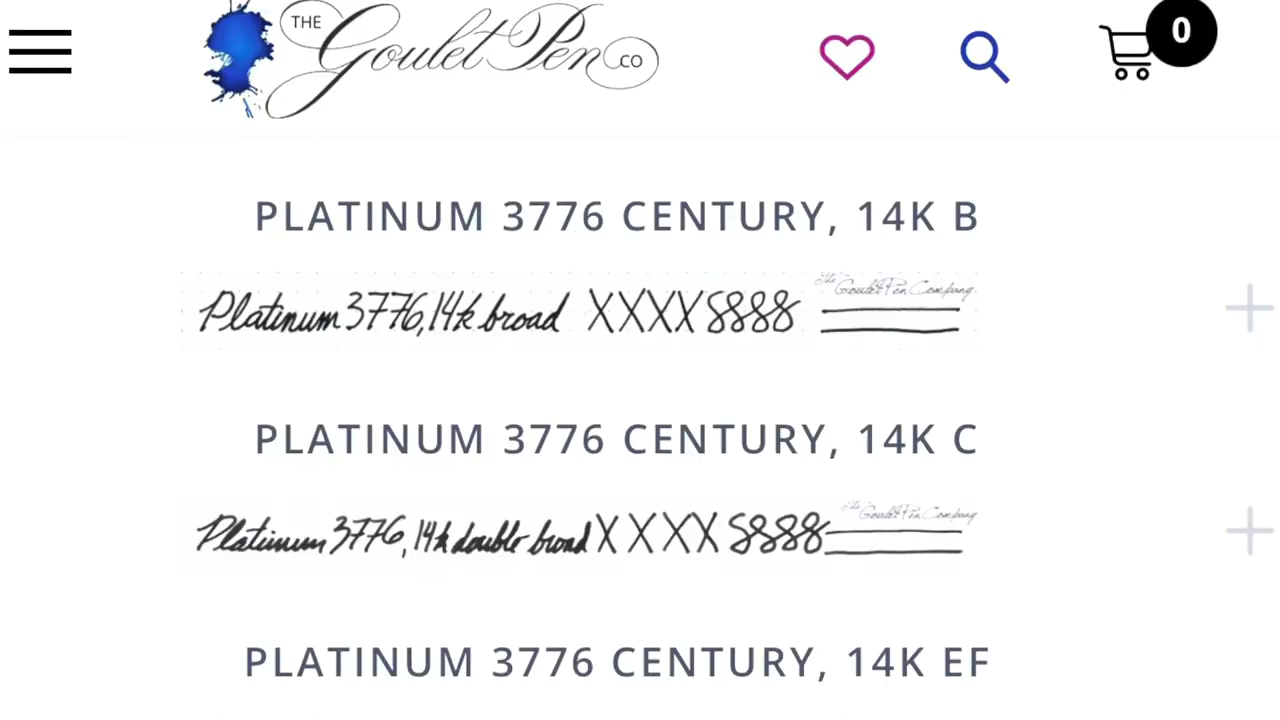 THE Goulet Pen CO
0
PLATINUM 3776 CENTURY, 14K B
Platinum 3776, 14k broad XXXX 8888 The Goulet Pen Company
PLATINUM 3776 CENTURY, 14K C
Platinum 3776, 14k double broad X X X X 8888 The Goulet Pen Company
PLATINUM 3776 CENTURY, 14K EF